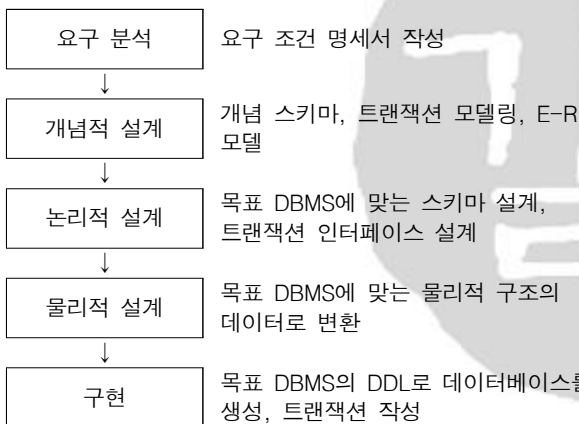 요구 분석
요구 조건 명세서 작성
↓
개념적 설계
개념 스키마, 트랜잭션 모델링, E-R
모델
↓
논리적 설계
목표 DBMS에 맞는 스키마 설계,
트랜잭션 인터페이스 설계
↓
물리적 설계
목표 DBMS에 맞는 물리적 구조의
데이터로 변환
↓
구현
목표 DBMS의 DDL로 데이터베이스를
생성, 트랜잭션 작성